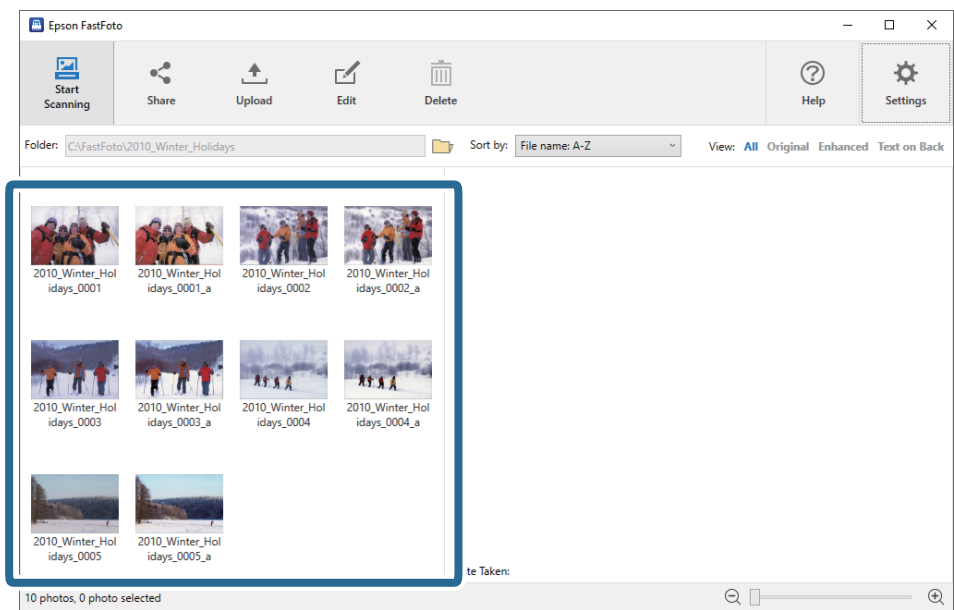 Epson FastFoto
Start
Scanning
Share
Upload
Edit
Delete
Help
Settings
Folder: C:\FastFoto\2010_Winter_Holidays
Sort by: File name: A-Z
View: All Original Enhanced Text on Back
2010_Winter_Hol
idays_0001
2010_Winter_Hol
idays_0001_a
2010_Winter_Hol
idays_0002
2010_Winter_Hol
idays_0002_a
2010_Winter_Hol
idays_0003
2010_Winter_Hol
idays_0003_a
2010_Winter_Hol
idays_0004
2010_Winter_Hol
idays_0004_a
2010_Winter_Hol
idays_0005
2010_Winter_Hol
idays_0005_a
te Taken:
10 photos, 0 photo selected